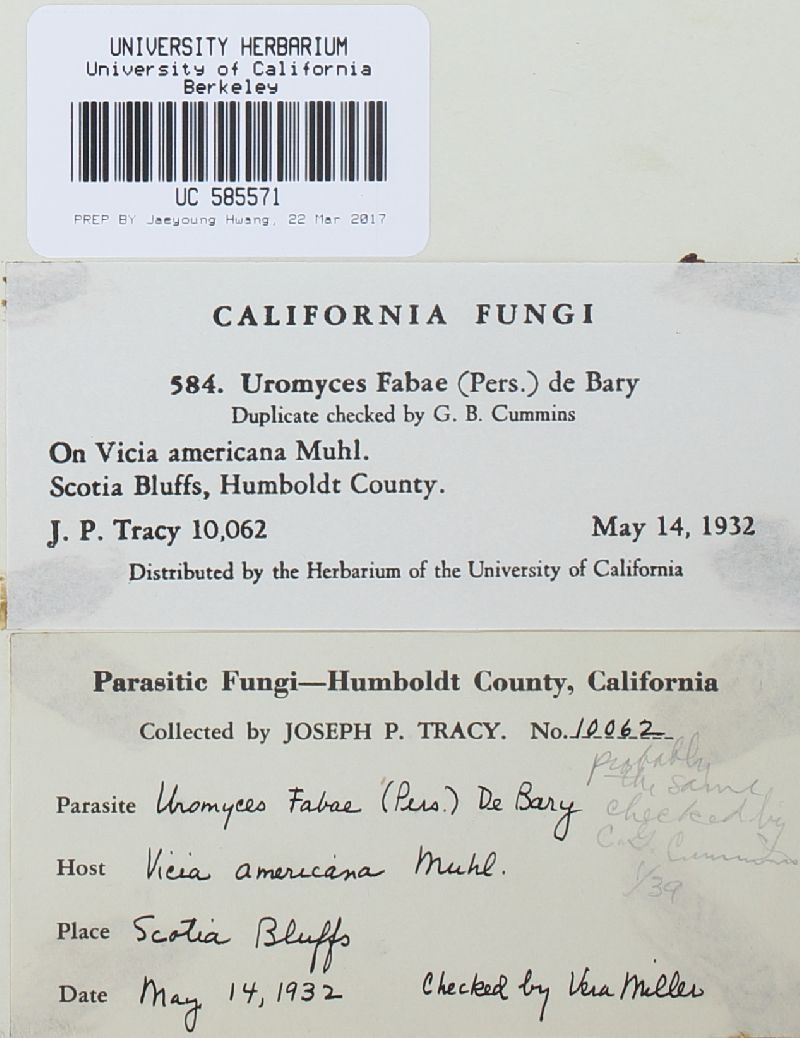 UNIVERSITY HERBARIUM
University of California
Berkeley
UC 585571
PREP BY Jaeyoung Hwang, 22 Mar 2017
CALIFORNIA FUNGI
584. Uromyces Fabae (Pers.) de Bary
Duplicate checked by G. B. Cummins
On Vicia americana Muhl.
Scotia Bluffs, Humboldt County.
J. P. Tracy 10,062 May 14, 1932
Distributed by the Herbarium of the University of California
Parasitic Fungi—Humboldt County, California
Collected by JOSEPH P. TRACY. No. 10062
probably
the same
checked by
C. G. Cummins
1/39
Parasite Uromyces Fabae (Pers.) De Bary
Host Vicia americana Muhl.
Place Scotia Bluffs
Date May 14, 1932 Checked by Vera Miller